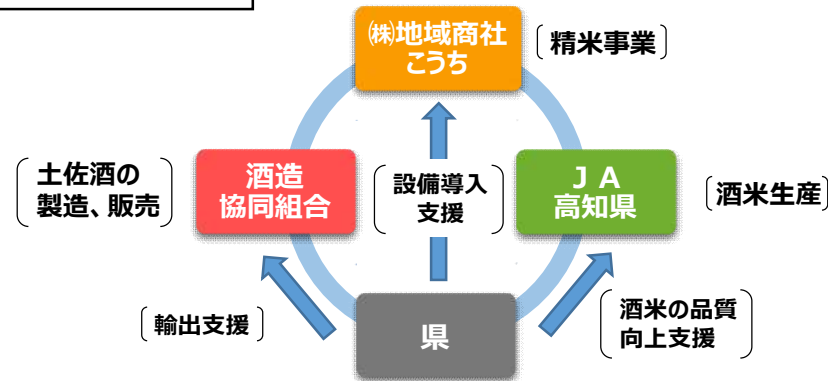 ㈱地域商社
こうち
精米事業
土佐酒の
製造、販売
酒造
協同組合
設備導入
支援
ＪＡ
高知県
酒米生産
輸出支援
県
酒米の品質
向上支援